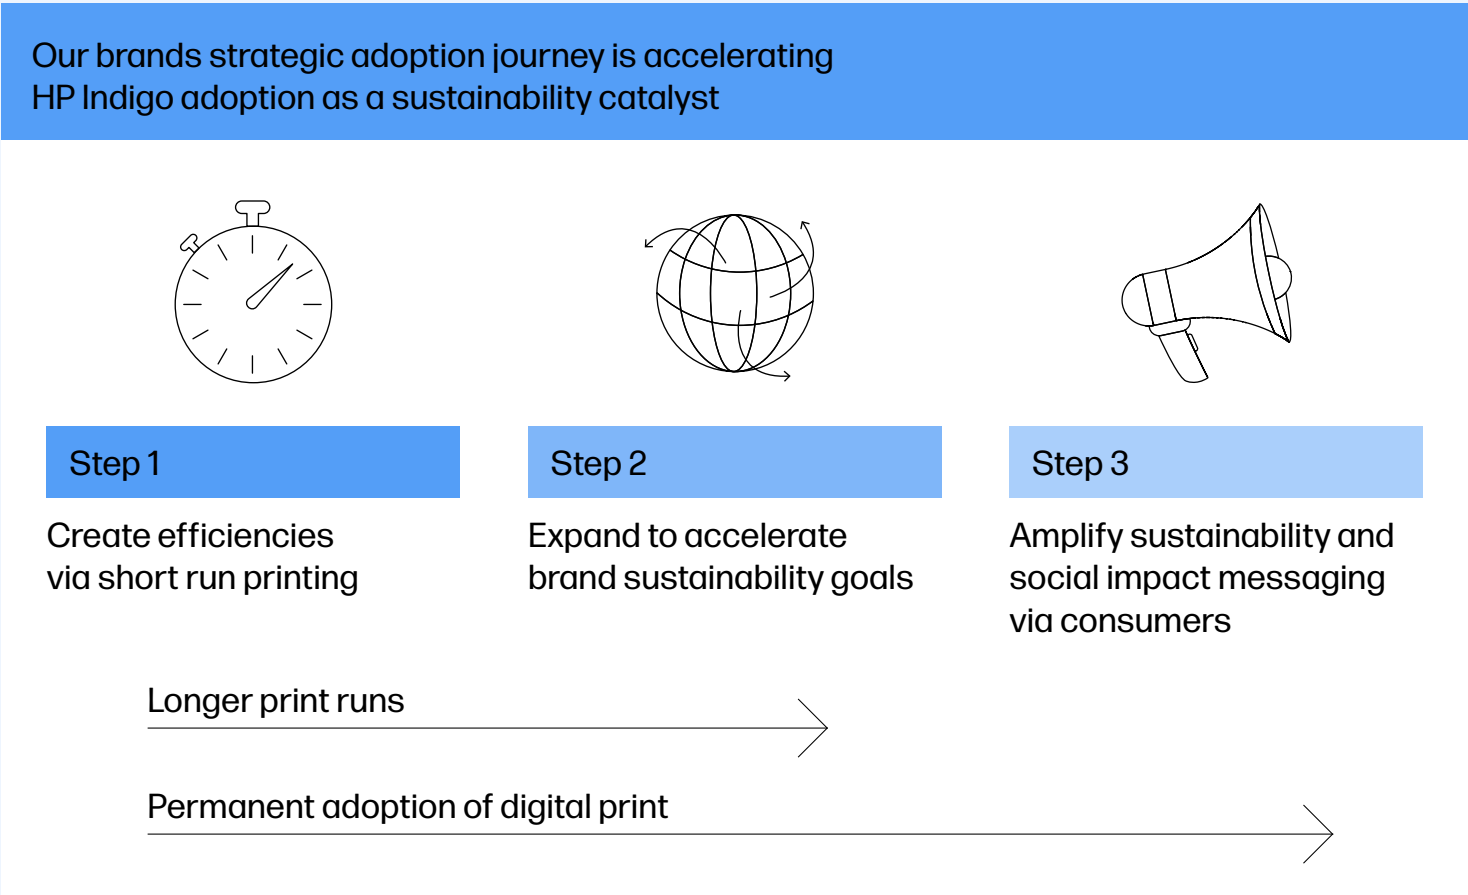 Our brands strategic adoption journey is accelerating
HP Indigo adoption as a sustainability catalyst
Step 1
Create efficiencies
via short run printing
Step 2
Expand to accelerate
brand sustainability goals
Step 3
Amplify sustainability and
social impact messaging
via consumers
Longer print runs
Permanent adoption of digital print